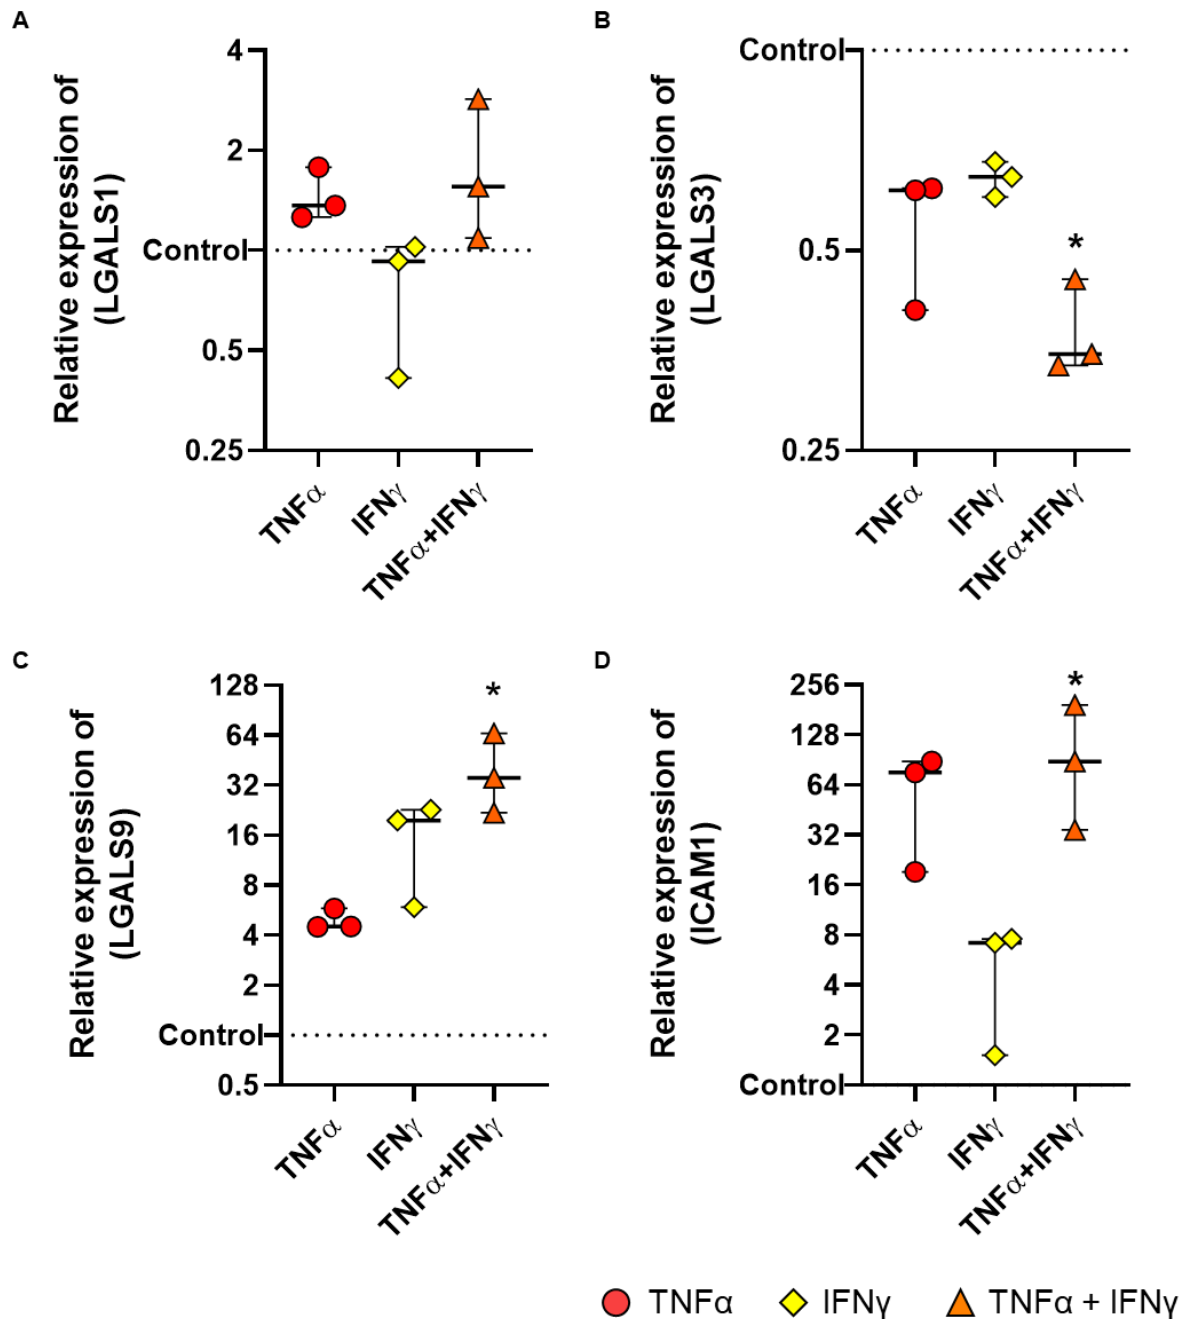 A
Relative expression of
(LGALS1)
4
2
Control
0.5
0.25
TNFα
IFNγ
TNFα+IFNγ
B
Relative expression of
(LGALS3)
Control
0.5
0.25
*
TNFα
IFNγ
TNFα+IFNγ
C
Relative expression of
(LGALS9)
128
64
32
16
8
4
2
Control
0.5
*
TNFα
IFNγ
TNFα+IFNγ
D
Relative expression of
(ICAM1)
256
128
64
32
16
8
4
2
Control
*
TNFα
IFNγ
TNFα+IFNγ
TNFα IFNγ TNFα + IFNγ